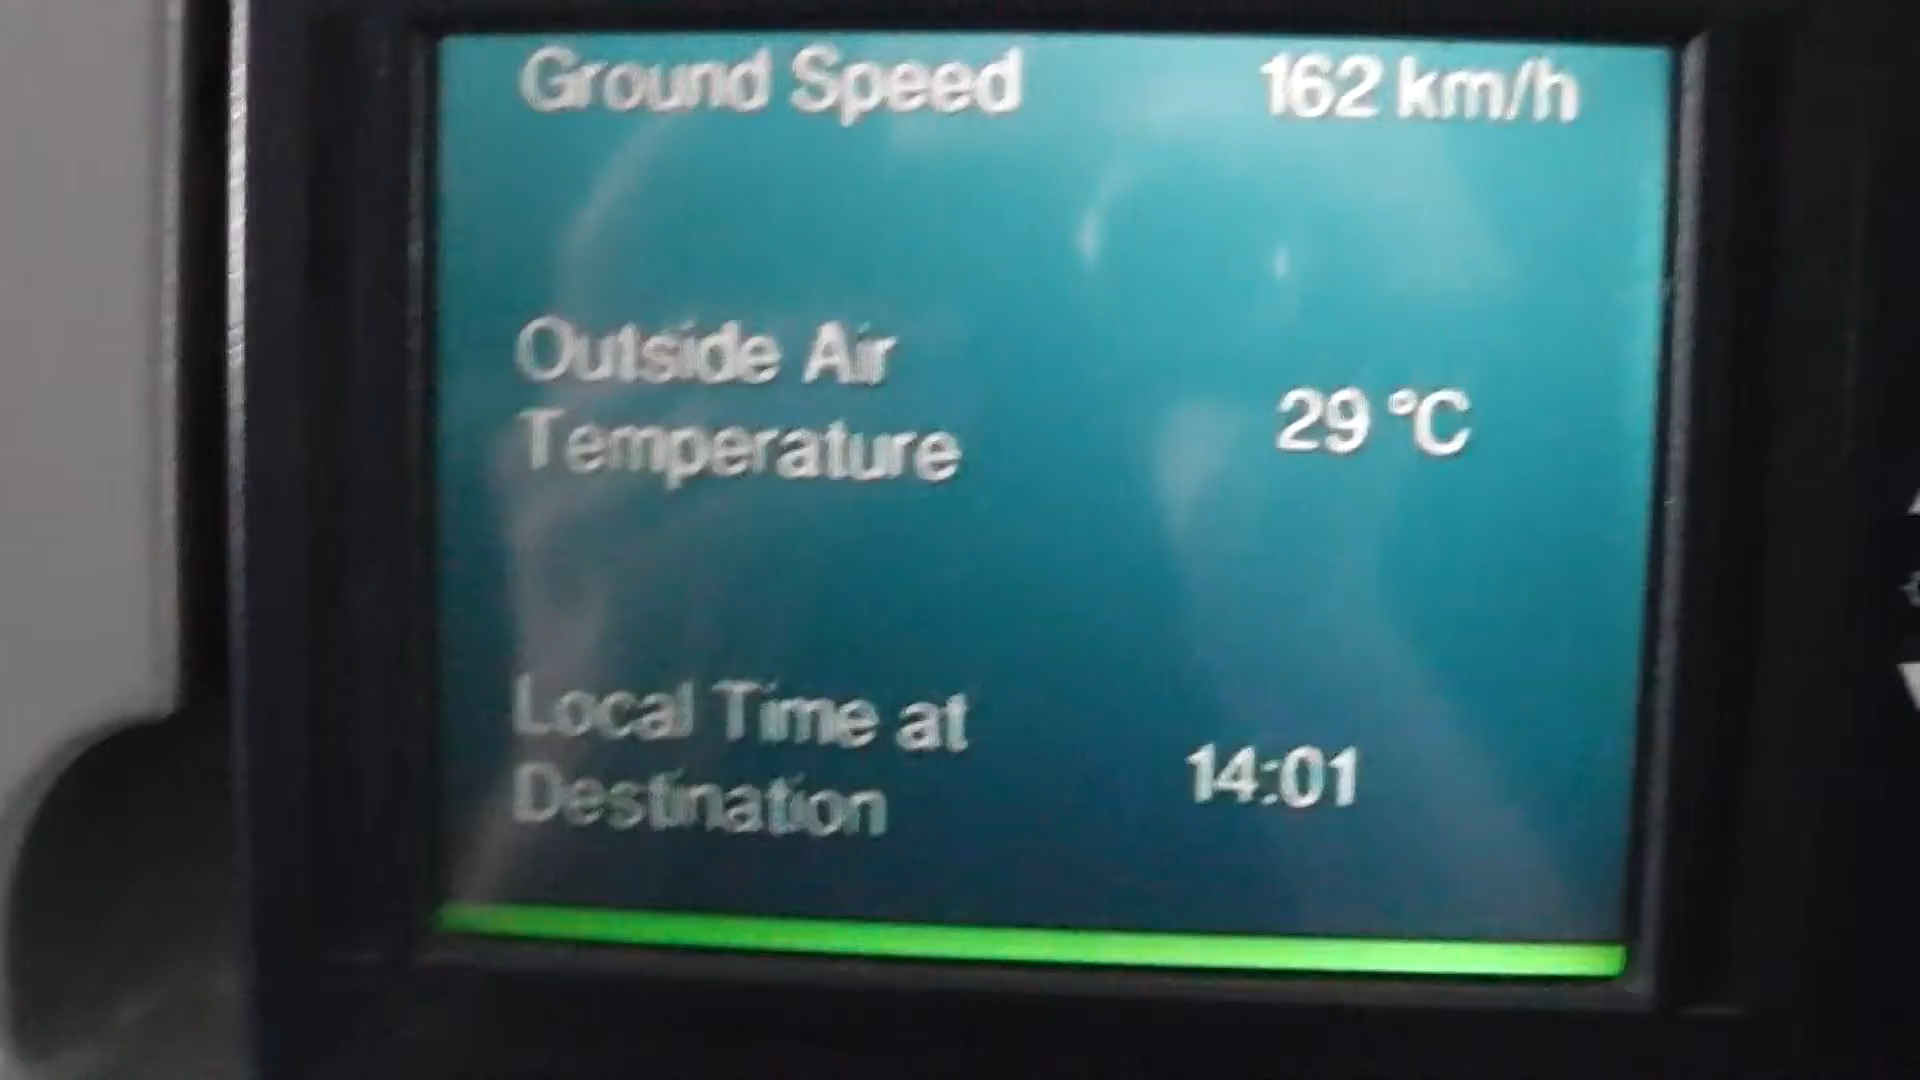 Ground Speed 162 km/h
Outside Air
Temperature 29 °C
Local Time at
Destination 14:01